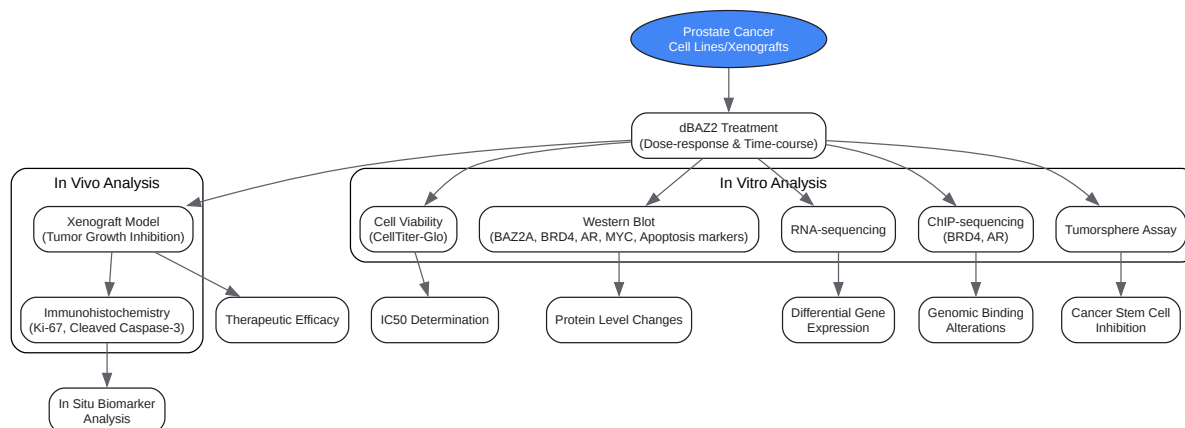 Prostate Cancer
Cell Lines/Xenografts
dBAZ2 Treatment
(Dose-response & Time-course)
In Vivo Analysis
In Vitro Analysis
Xenograft Model
(Tumor Growth Inhibition)
Cell Viability
(CellTiter-Glo)
Western Blot
(BAZ2A, BRD4, AR, MYC, Apoptosis markers)
RNA-sequencing
ChIP-sequencing
(BRD4, AR)
Tumorsphere Assay
Immunohistochemistry
(Ki-67, Cleaved Caspase-3)
Therapeutic Efficacy
IC50 Determination
Protein Level Changes
Differential Gene
Expression
Genomic Binding
Alterations
Cancer Stem Cell
Inhibition
In Situ Biomarker
Analysis